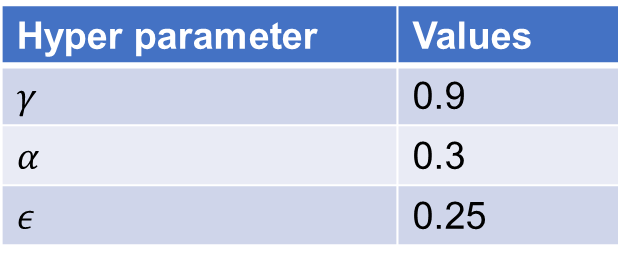 Hyper parameter Values
γ 0.9
α 0.3
ϵ 0.25